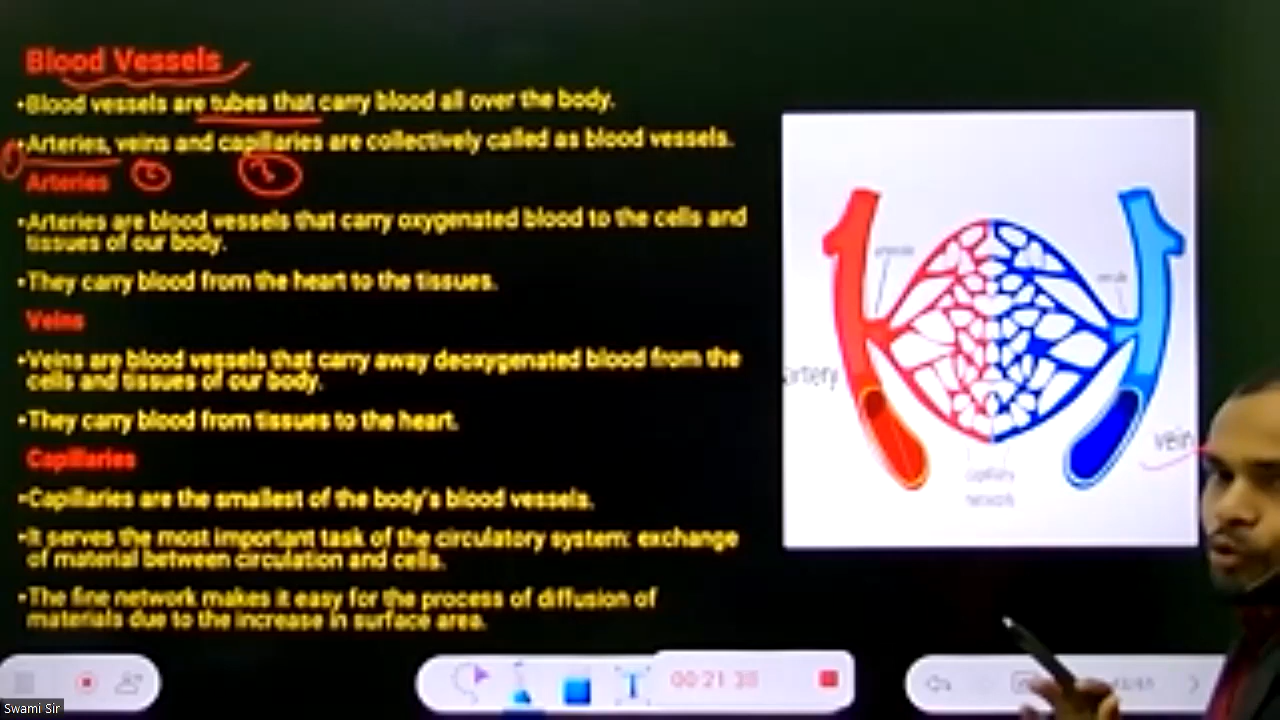 Blood Vessels
•Blood vessels are tubes that carry blood all over the body.
•Arteries, veins and capillaries are collectively called as blood vessels.
Arteries
•Arteries are blood vessels that carry oxygenated blood to the cells and
tissues of our body.
•They carry blood from the heart to the tissues.
Veins
•Veins are blood vessels that carry away deoxygenated blood from the
cells and tissues of our body.
•They carry blood from tissues to the heart.
Capillaries
•Capillaries are the smallest of the body's blood vessels.
•It serves the most important task of the circulatory system: exchange
of material between circulation and cells.
•The fine network makes it easy for the process of diffusion of
materials due to the increase in surface area.
artery
vein
capillary
network
00:21:35
Swami Sir